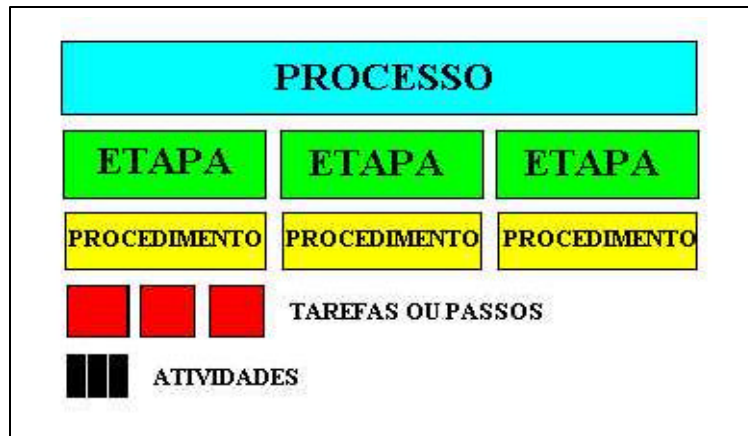 PROCESSO
ETAPA ETAPA ETAPA
PROCEDIMENTO PROCEDIMENTO PROCEDIMENTO
TAREFAS OU PASSOS
ATIVIDADES